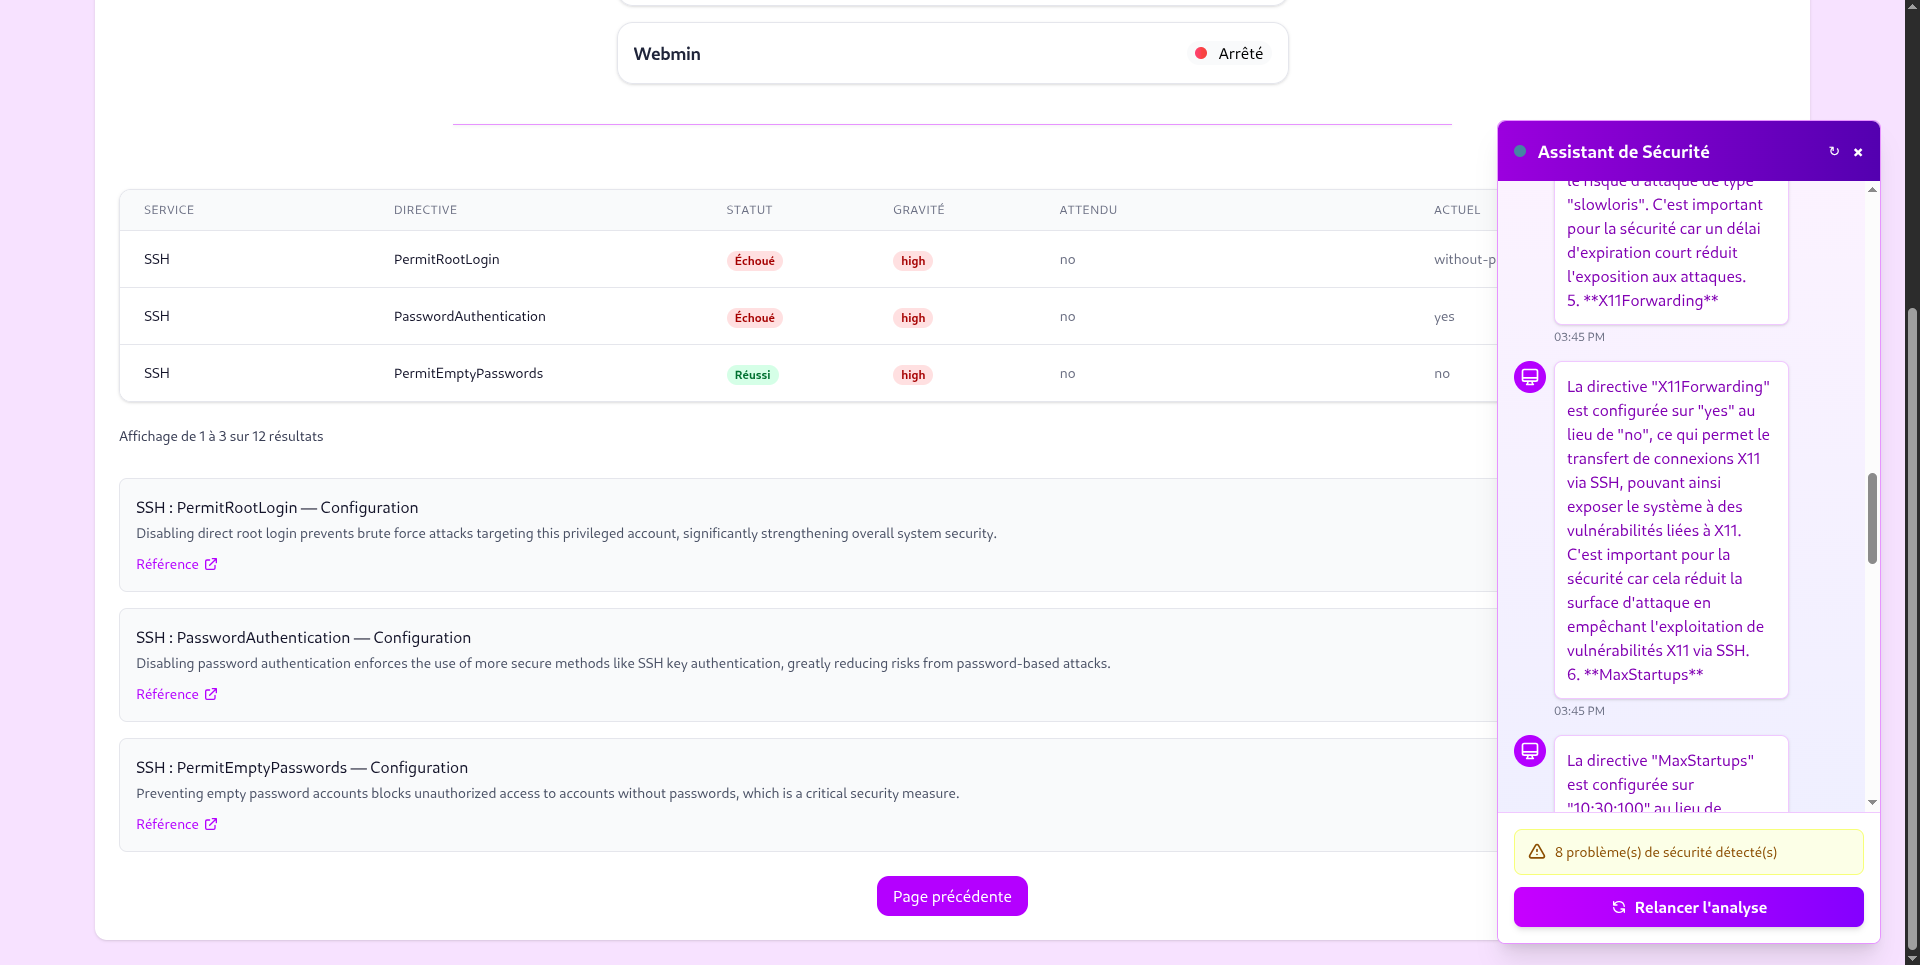 Webmin
Arrêté
SERVICE DIRECTIVE STATUT GRAVITÉ ATTENDU ACTUEL
SSH PermitRootLogin Échoué high no without-p
SSH PasswordAuthentication Échoué high no yes
SSH PermitEmptyPasswords Réussi high no no
Affichage de 1 à 3 sur 12 résultats
SSH : PermitRootLogin — Configuration
Disabling direct root login prevents brute force attacks targeting this privileged account, significantly strengthening overall system security.
Référence
SSH : PasswordAuthentication — Configuration
Disabling password authentication enforces the use of more secure methods like SSH key authentication, greatly reducing risks from password-based attacks.
Référence
SSH : PermitEmptyPasswords — Configuration
Preventing empty password accounts blocks unauthorized access to accounts without passwords, which is a critical security measure.
Référence
Page précédente
Assistant de Sécurité
le risque d'attaque de type
"slowloris". C'est important
pour la sécurité car un délai
d'expiration court réduit
l'exposition aux attaques.
5. **X11Forwarding**
03:45 PM
La directive "X11Forwarding"
est configurée sur "yes" au
lieu de "no", ce qui permet le
transfert de connexions X11
via SSH, pouvant ainsi
exposer le système à des
vulnérabilités liées à X11.
C'est important pour la
sécurité car cela réduit la
surface d'attaque en
empêchant l'exploitation de
vulnérabilités X11 via SSH.
6. **MaxStartups**
03:45 PM
La directive "MaxStartups"
est configurée sur
"10:30:100" au lieu de
8 problème(s) de sécurité détecté(s)
Relancer l'analyse